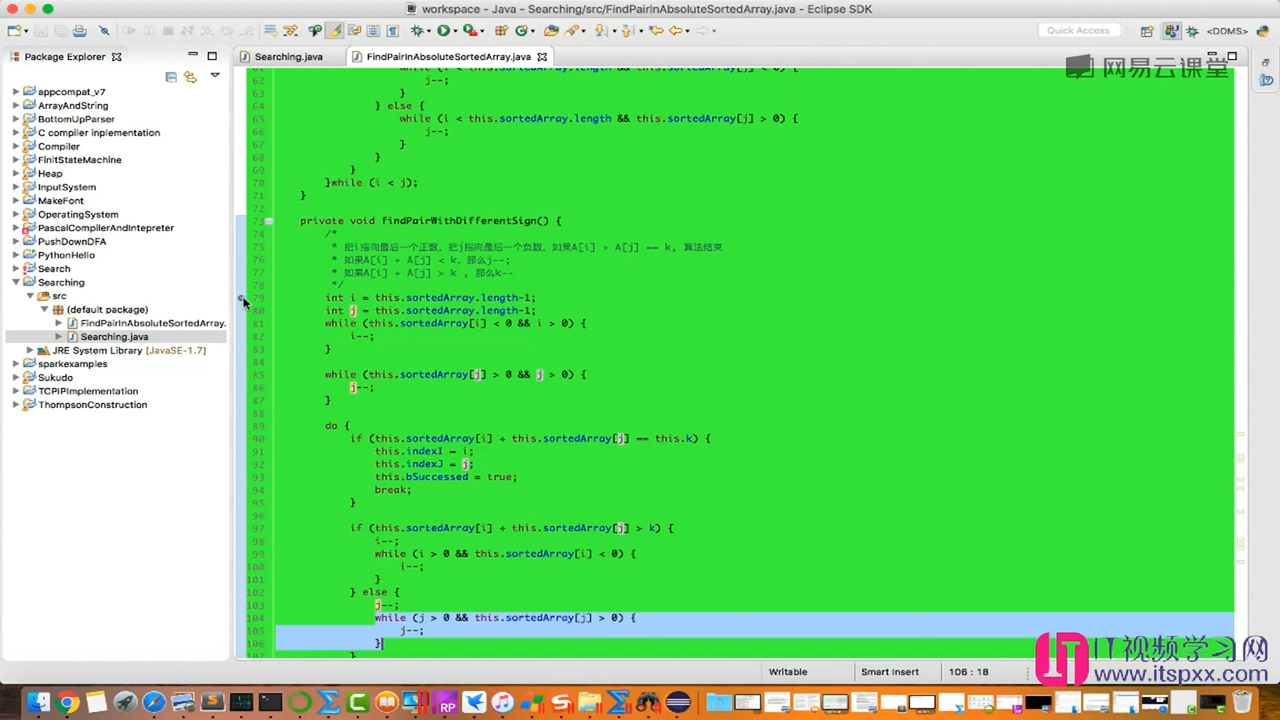 workspace - Java - Searching/src/FindPairInAbsoluteSortedArray.java - Eclipse SDK
Quick Access
<DDMS>
Package Explorer
Searching.java
FindPairInAbsoluteSortedArray.java
网易云课堂
appcompat_v7
ArrayAndString
BottomUpParser
C compiler inplementation
Compiler
FinitStateMachine
Heap
InputSystem
MakeFont
OperatingSystem
PascalCompilerAndIntepreter
PushDownDFA
PythonHello
Search
Searching
src
(default package)
FindPairInAbsoluteSortedArray.
Searching.java
JRE System Library [JavaSE-1.7]
sparkexamples
Sukudo
TCPIPImplementation
ThompsonConstruction
62 j--;
63 }
64 } else {
65 while (i < this.sortedArray.length && this.sortedArray[j] > 0) {
66 j--;
67 }
68 }
69 }
70 }while (i < j);
71 }
72
73 private void findPairWithDifferentSign() {
74 /*
75 * 把i指向最后一个正数，把j指向最后一个负数，如果A[i] + A[j] == k, 算法结束
76 * 如果A[i] + A[j] < k, 那么j--;
77 * 如果A[i] + A[j] > k , 那么k--
78 */
79 int i = this.sortedArray.length-1;
80 int j = this.sortedArray.length-1;
81 while (this.sortedArray[i] < 0 && i > 0) {
82 i--;
83 }
84
85 while (this.sortedArray[j] > 0 && j > 0) {
86 j--;
87 }
88
89 do {
90 if (this.sortedArray[i] + this.sortedArray[j] == this.k) {
91 this.indexI = i;
92 this.indexJ = j;
93 this.bSuccessed = true;
94 break;
95 }
96
97 if (this.sortedArray[i] + this.sortedArray[j] > k) {
98 i--;
99 while (i > 0 && this.sortedArray[i] < 0) {
100 i--;
101 }
102 } else {
103 j--;
104 while (j > 0 && this.sortedArray[j] > 0) {
105 j--;
106 }
Writable
Smart Insert
106 : 18
IT视频学习网
www.itspxx.com